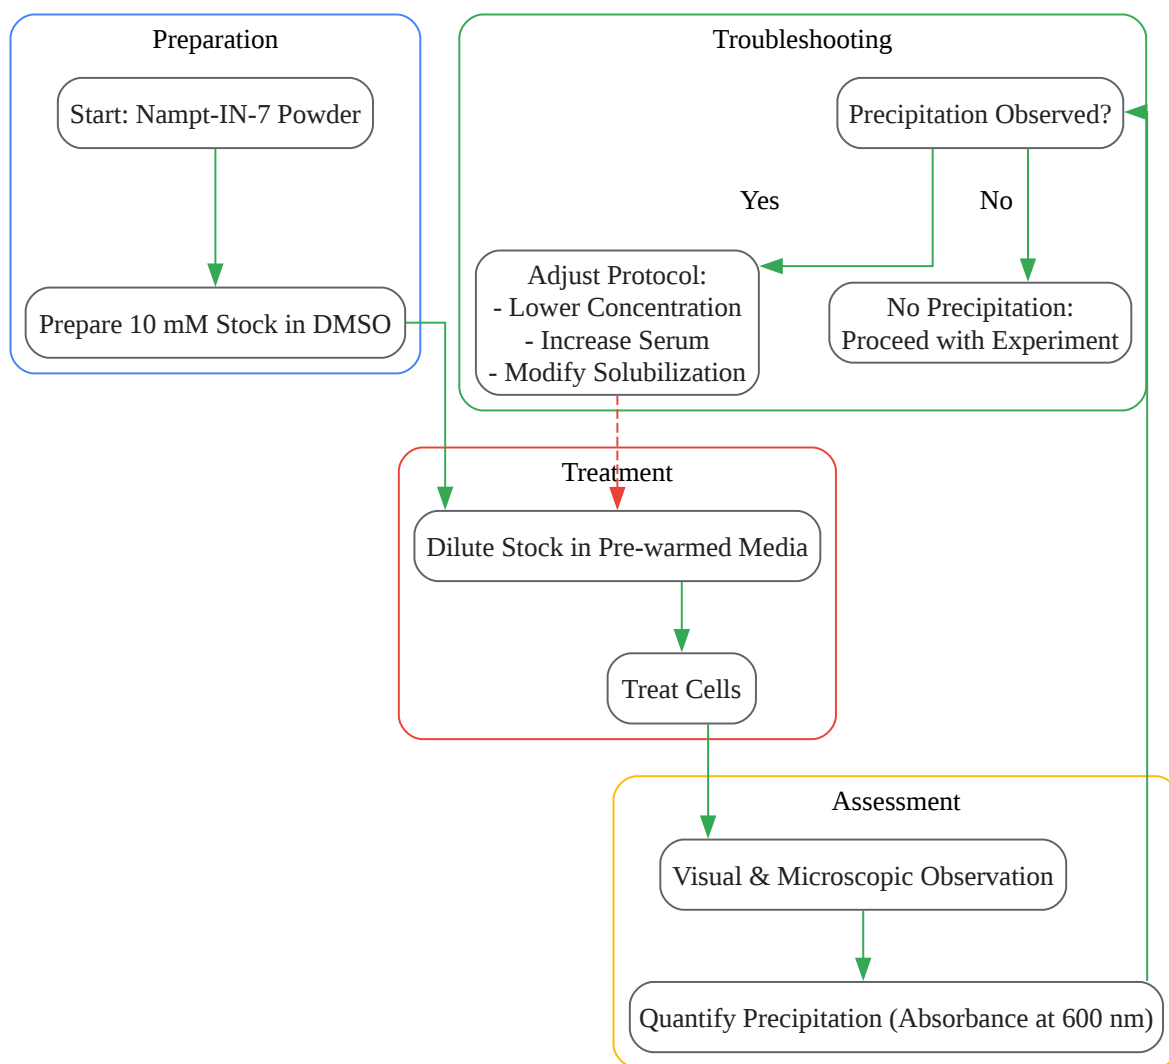 Preparation
Start: Nampt-IN-7 Powder
Prepare 10 mM Stock in DMSO
Troubleshooting
Precipitation Observed?
Yes
No
Adjust Protocol:
- Lower Concentration
- Increase Serum
- Modify Solubilization
No Precipitation:
Proceed with Experiment
Treatment
Dilute Stock in Pre-warmed Media
Treat Cells
Assessment
Visual & Microscopic Observation
Quantify Precipitation (Absorbance at 600 nm)